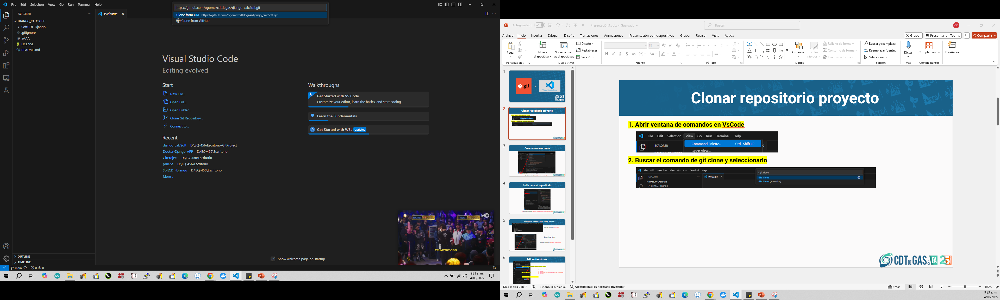 File Edit Selection View Go Run Terminal Help
https://github.com/ogomezcdtdegas/django_calcSoft.git
Clone from URL https://github.com/ogomezcdtdegas/django_calcSoft.git
Clone from GitHub
EXPLORER
Welcome
DJANGO_CALCSOFT
SoftCDT-Django
.gitignore
aAAA
LICENSE
README.md
Visual Studio Code
Editing evolved
Start
New File...
Open File...
Open Folder...
Clone Git Repository...
Connect to...
Recent
django_calcSoft D:\EQ-456\Escritorio\GitProject
Docker-Django_APP D:\EQ-456\Escritorio
GitProject D:\EQ-456\Escritorio
prueba D:\EQ-456\Escritorio
SoftCDT-Django D:\EQ-456\Escritorio
More...
Walkthroughs
Get Started with VS Code
Customize your editor, learn the basics, and start coding
Learn the Fundamentals
Get Started with WSL Updated
TE IMPROVISO
Show welcome page on startup
OUTLINE
TIMELINE
main 0 0
9:33 a. m.
4/03/2025
Autoguardado Presentación3.pptx • Guardado
Buscar
CC
Archivo Inicio Insertar Dibujar Diseño Transiciones Animaciones Presentación con diapositivas Grabar Revisar Vista Ayuda
Grabar Presentar en Teams Compartir
Pegar
Portapapeles
Nueva diapositiva
Volver a usar las diapositivas
Diseño
Restablecer
Sección
Diapositivas
18
N K S S ab AV Aa
Fuente
Párrafo
Organizar
Estilos rápidos
Relleno de forma
Contorno de forma
Efectos de forma
Dibujo
Buscar y reemplazar
Reemplazar fuentes
Seleccionar
Edición
Dictar
Voz
Complementos
Complementos
Diseñador
1
git + Visual Studio Code
2
Clonar repositorio proyecto
3
Crear una nueva rama
4
Subir rama al repositorio
5
Chequear en que rama estoy parado
Seleccionar Rama
6
Subir cambios a la rama
Clonar repositorio proyecto
1. Abrir ventana de comandos en VsCode
File Edit Selection View Go Run Terminal Help
EXPLORER
Command Palette... Ctrl+Shift+P
Open View...
2. Buscar el comando de git clone y seleccionarlo
File Edit Selection View Go Run Terminal Help
>git clone
EXPLORER
Welcome
Git: Clone
DJANGO_CALCSOFT
Git: Clone (Recursive)
SoftCDT-Django
CDT DE GAS &
Diapositiva 2 de 7 Español (Colombia) Accesibilidad: es necesario investigar
Notas 100%
9:33 a. m.
4/03/2025